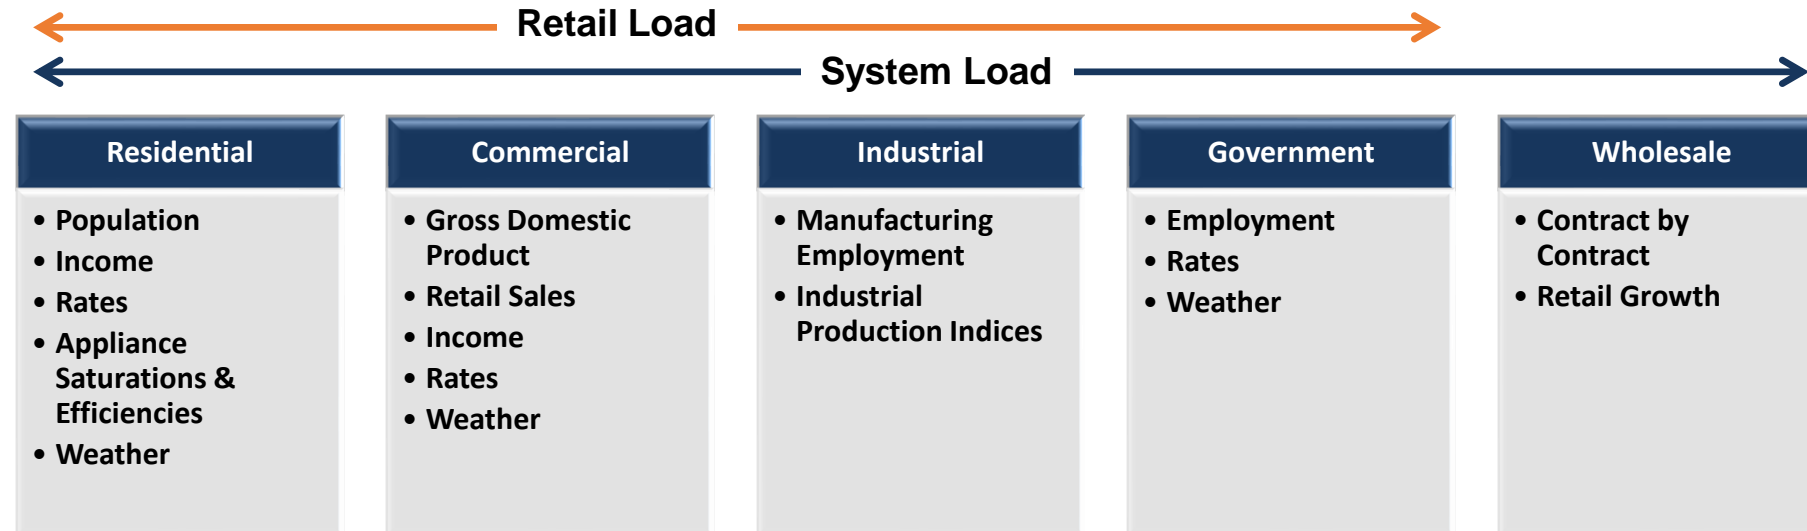 Retail Load
System Load
Residential
• Population
• Income
• Rates
• Appliance
Saturations &
Efficiencies
• Weather
Commercial
• Gross Domestic
Product
• Retail Sales
• Income
• Rates
• Weather
Industrial
• Manufacturing
Employment
• Industrial
Production Indices
Government
• Employment
• Rates
• Weather
Wholesale
• Contract by
Contract
• Retail Growth